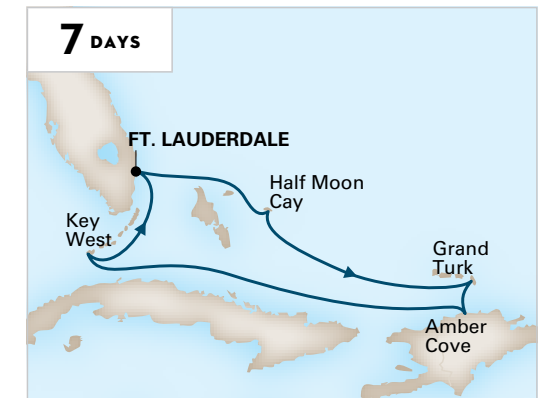 7 DAYS
FT. LAUDERDALE
Half Moon
Cay
Key
West
Grand
Turk
Amber
Cove